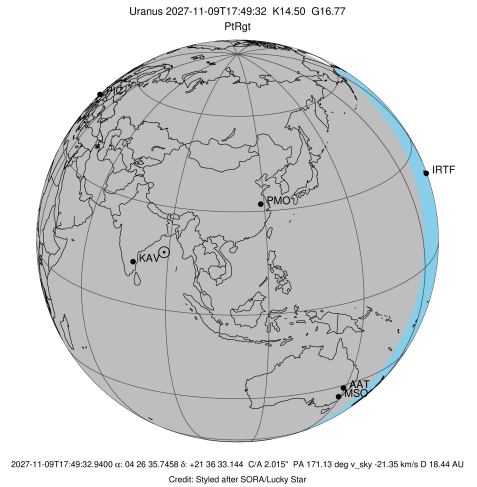 Uranus 2027-11-09T17:49:32 K14.50 G16.77
PtRgt
PIC
IRTF
PMO
KAV
AAT
MSO
2027-11-09T17:49:32.9400 α: 04 26 35.7458 δ: +21 36 33.144 C/A 2.015" PA 171.13 deg v_sky -21.35 km/s D 18.44 AU
Credit: Styled after SORA/Lucky Star